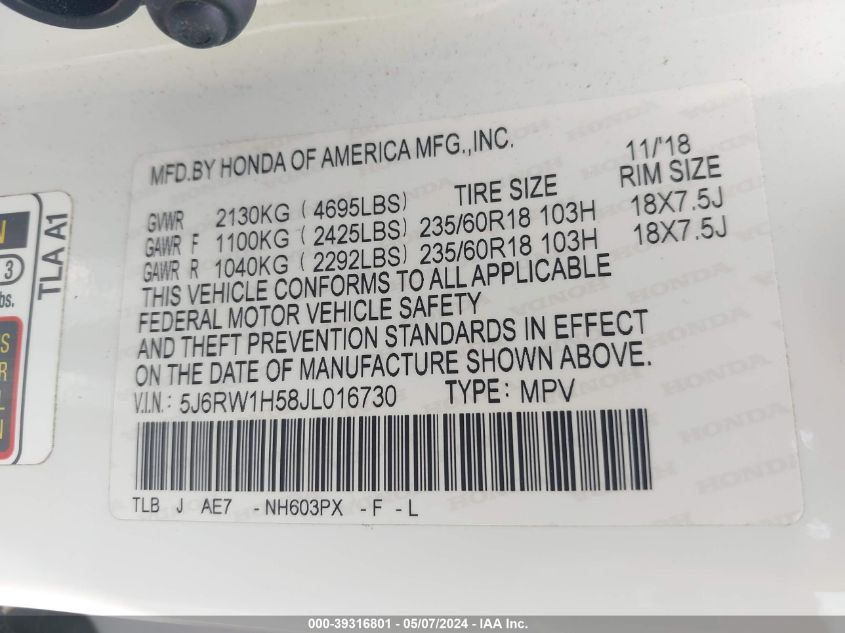 MFD.BY HONDA OF AMERICA MFG.,INC. 11/'18
TIRE SIZE RIM SIZE
GVWR 2130KG (4695LBS)
GAWR F 1100KG (2425LBS) 235/60R18 103H 18X7.5J
GAWR R 1040KG (2292LBS) 235/60R18 103H 18X7.5J
THIS VEHICLE CONFORMS TO ALL APPLICABLE
FEDERAL MOTOR VEHICLE SAFETY
AND THEFT PREVENTION STANDARDS IN EFFECT
ON THE DATE OF MANUFACTURE SHOWN ABOVE.
V.I.N.: 5J6RW1H58JL016730 TYPE: MPV
TLB J AE7 -NH603PX -F -L
TLA A1
3
bs.
000-39316801 - 05/07/2024 - IAA Inc.